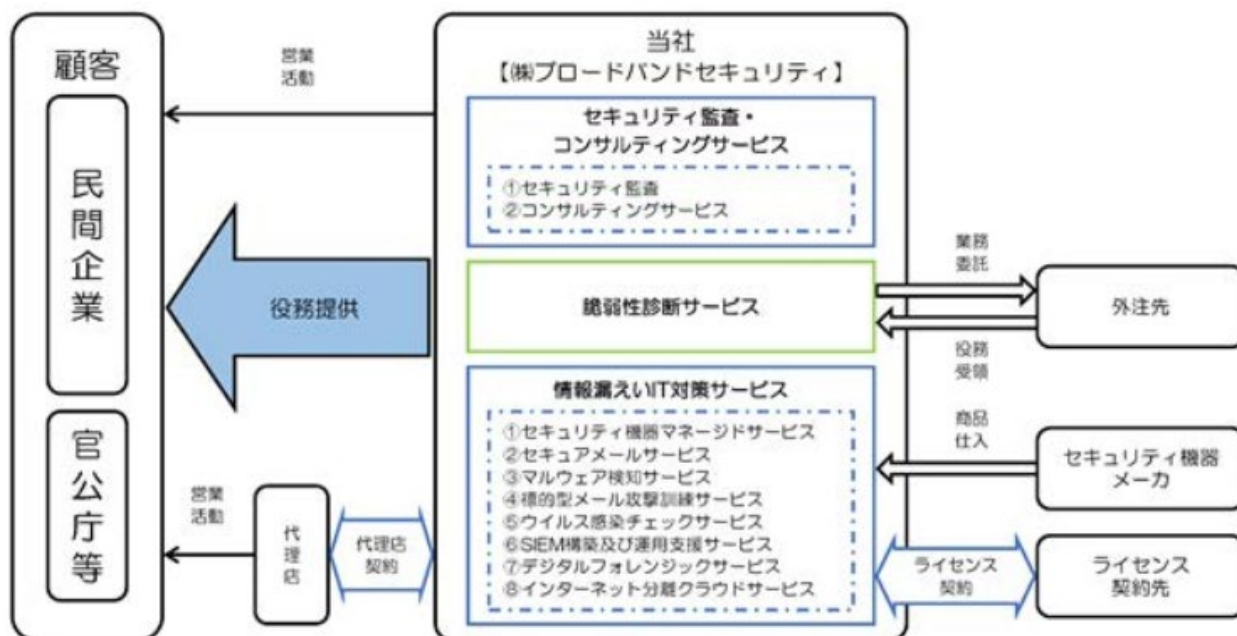 顧客
民間企業
官公庁等
営業
活動
役務提供
営業
活動
代理店
代理店
契約
当社
【㈱ブロードバンドセキュリティ】
セキュリティ監査・
コンサルティングサービス
①セキュリティ監査
②コンサルティングサービス
脆弱性診断サービス
情報漏えいIT対策サービス
①セキュリティ機器マネージドサービス
②セキュアメールサービス
③マルウェア検知サービス
④標的型メール攻撃訓練サービス
⑤ウイルス感染チェックサービス
⑥SIEM構築及び運用支援サービス
⑦デジタルフォレンジックサービス
⑧インターネット分離クラウドサービス
業務
委託
役務
受領
外注先
商品
仕入
セキュリティ機器
メーカ
ライセンス
契約
ライセンス
契約先